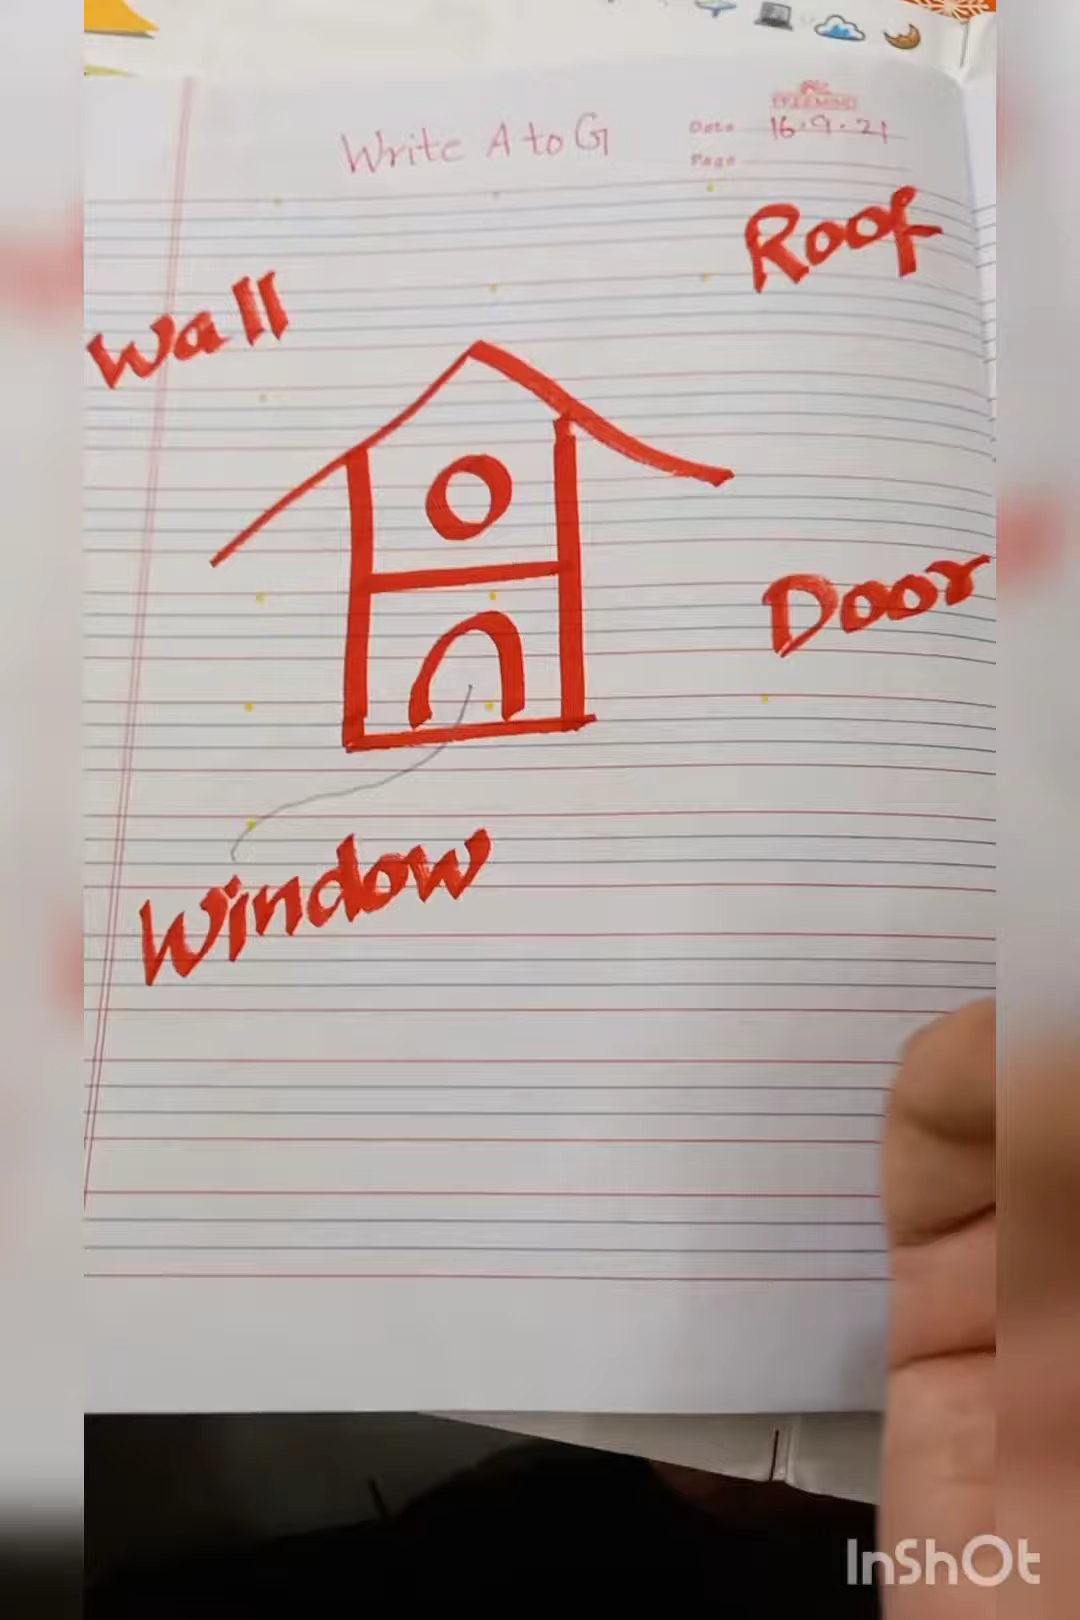 Write A to G
Date 16.9.21
Page
Roof
Wall
Door
Window
InShOt